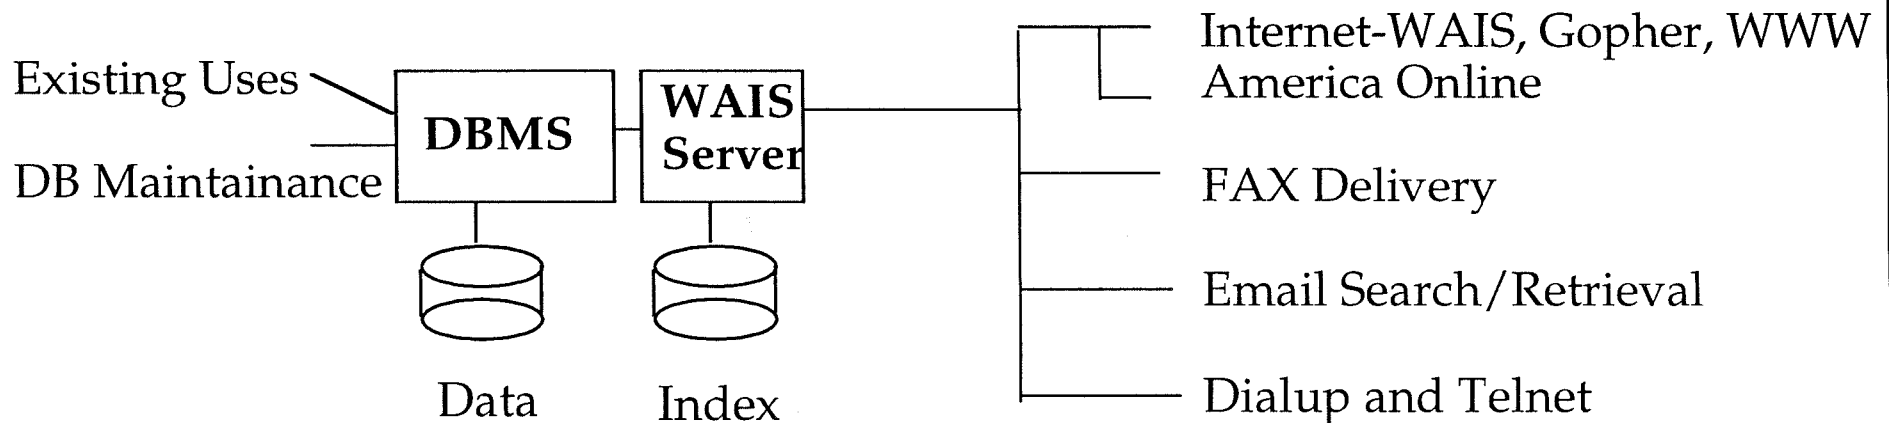 Existing Uses
DB Maintainance
DBMS
WAIS
Server
Data
Index
Internet-WAIS, Gopher, WWW
America Online
FAX Delivery
Email Search/Retrieval
Dialup and Telnet